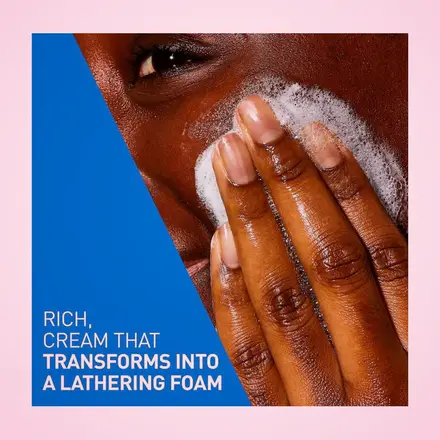 RICH,
CREAM THAT
TRANSFORMS INTO
A LATHERING FOAM